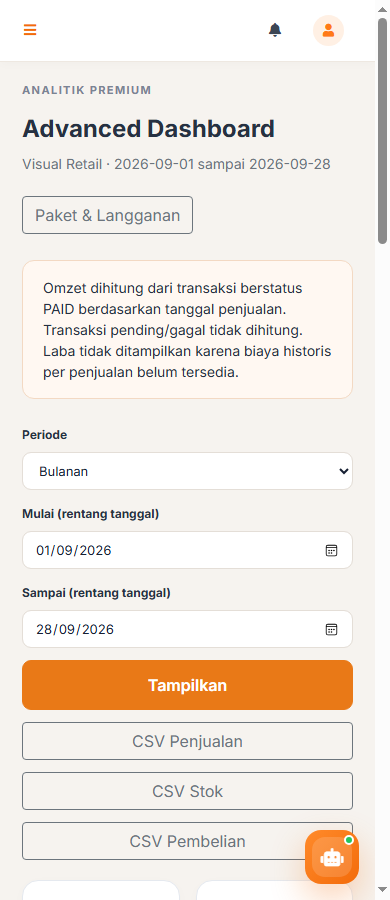 ANALITIK PREMIUM
Advanced Dashboard
Visual Retail · 2026-09-01 sampai 2026-09-28
Paket & Langganan
Omzet dihitung dari transaksi berstatus
PAID berdasarkan tanggal penjualan.
Transaksi pending/gagal tidak dihitung.
Laba tidak ditampilkan karena biaya historis
per penjualan belum tersedia.
Periode
Bulanan
Mulai (rentang tanggal)
01/09/2026
Sampai (rentang tanggal)
28/09/2026
Tampilkan
CSV Penjualan
CSV Stok
CSV Pembelian